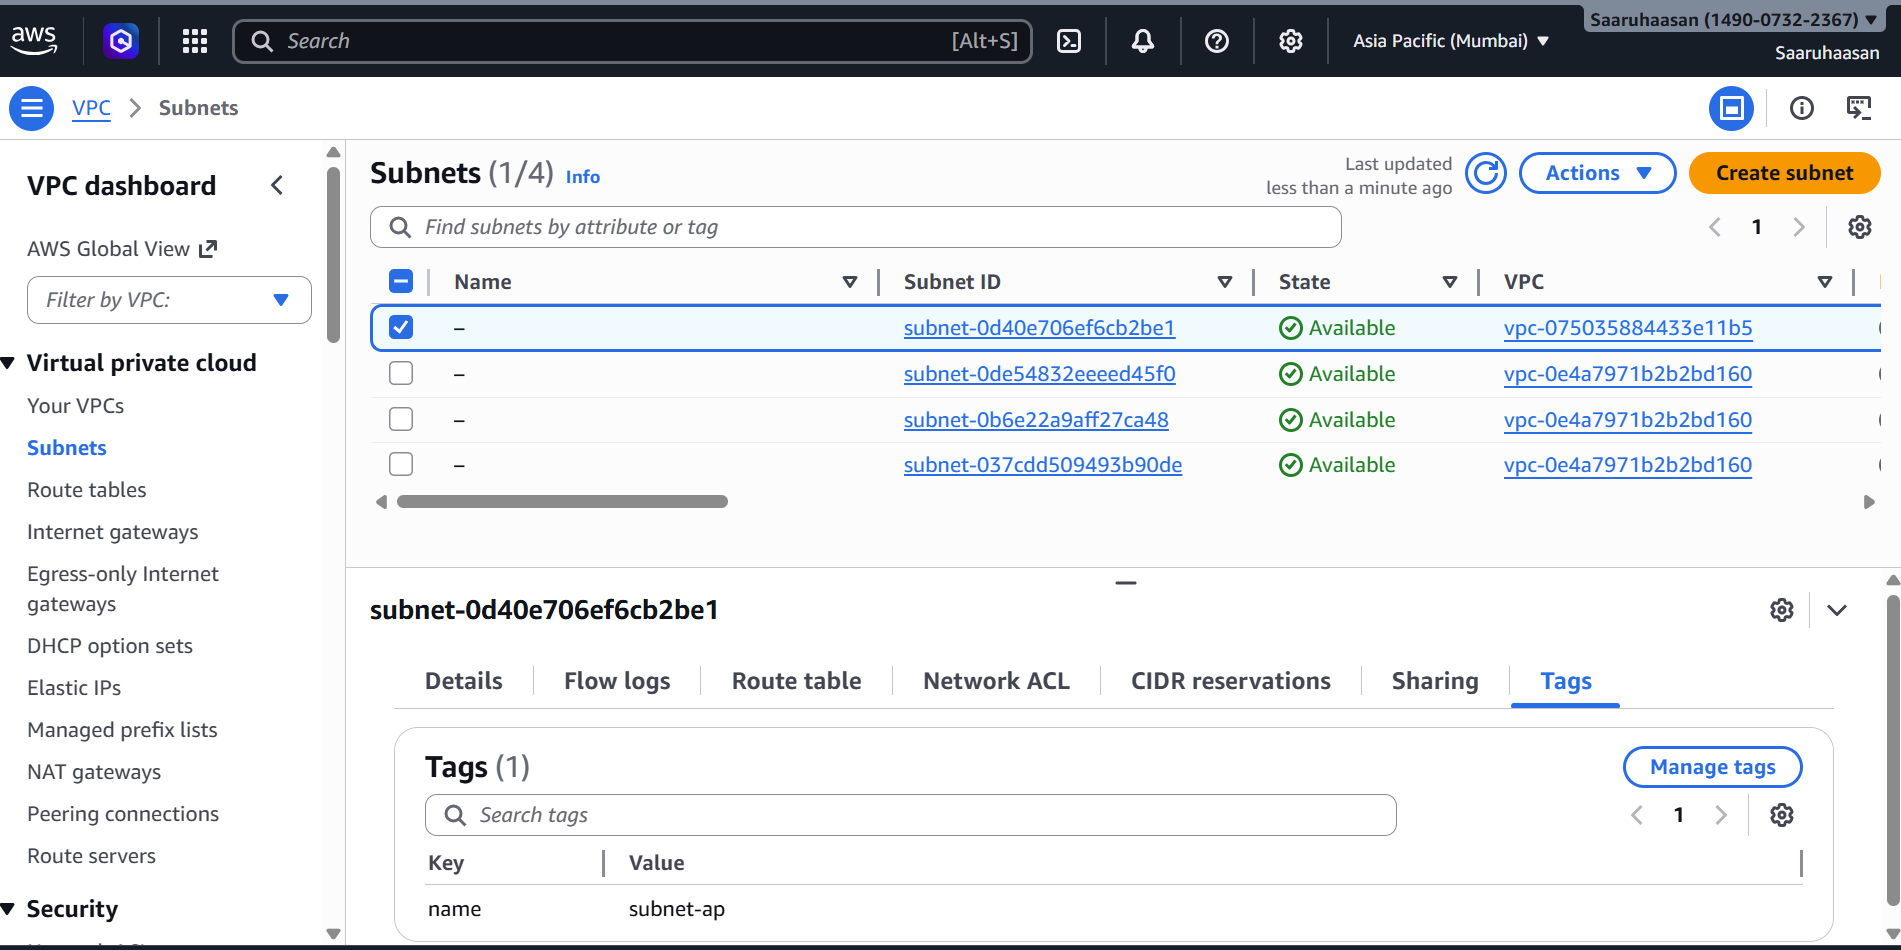 aws
Search
[Alt+S]
Asia Pacific (Mumbai)
Saaruhaasan (1490-0732-2367)
Saaruhaasan
VPC
Subnets
VPC dashboard
AWS Global View
Filter by VPC:
Virtual private cloud
Your VPCs
Subnets
Route tables
Internet gateways
Egress-only Internet
gateways
DHCP option sets
Elastic IPs
Managed prefix lists
NAT gateways
Peering connections
Route servers
Security
Subnets (1/4) Info
Last updated
less than a minute ago
Actions
Create subnet
Find subnets by attribute or tag
1
Name Subnet ID State VPC
– subnet-0d40e706ef6cb2be1 Available vpc-075035884433e11b5
– subnet-0de54832eeeed45f0 Available vpc-0e4a7971b2b2bd160
– subnet-0b6e22a9aff27ca48 Available vpc-0e4a7971b2b2bd160
– subnet-037cdd509493b90de Available vpc-0e4a7971b2b2bd160
subnet-0d40e706ef6cb2be1
Details Flow logs Route table Network ACL CIDR reservations Sharing Tags
Tags (1)
Manage tags
Search tags
1
Key Value
name subnet-ap